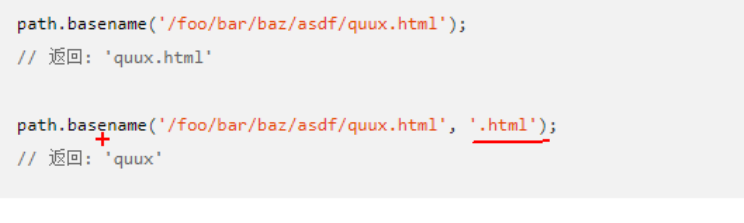 path.basename('/foo/bar/baz/asdf/quux.html');
// 返回: 'quux.html'
path.basename('/foo/bar/baz/asdf/quux.html', '.html');
// 返回: 'quux'